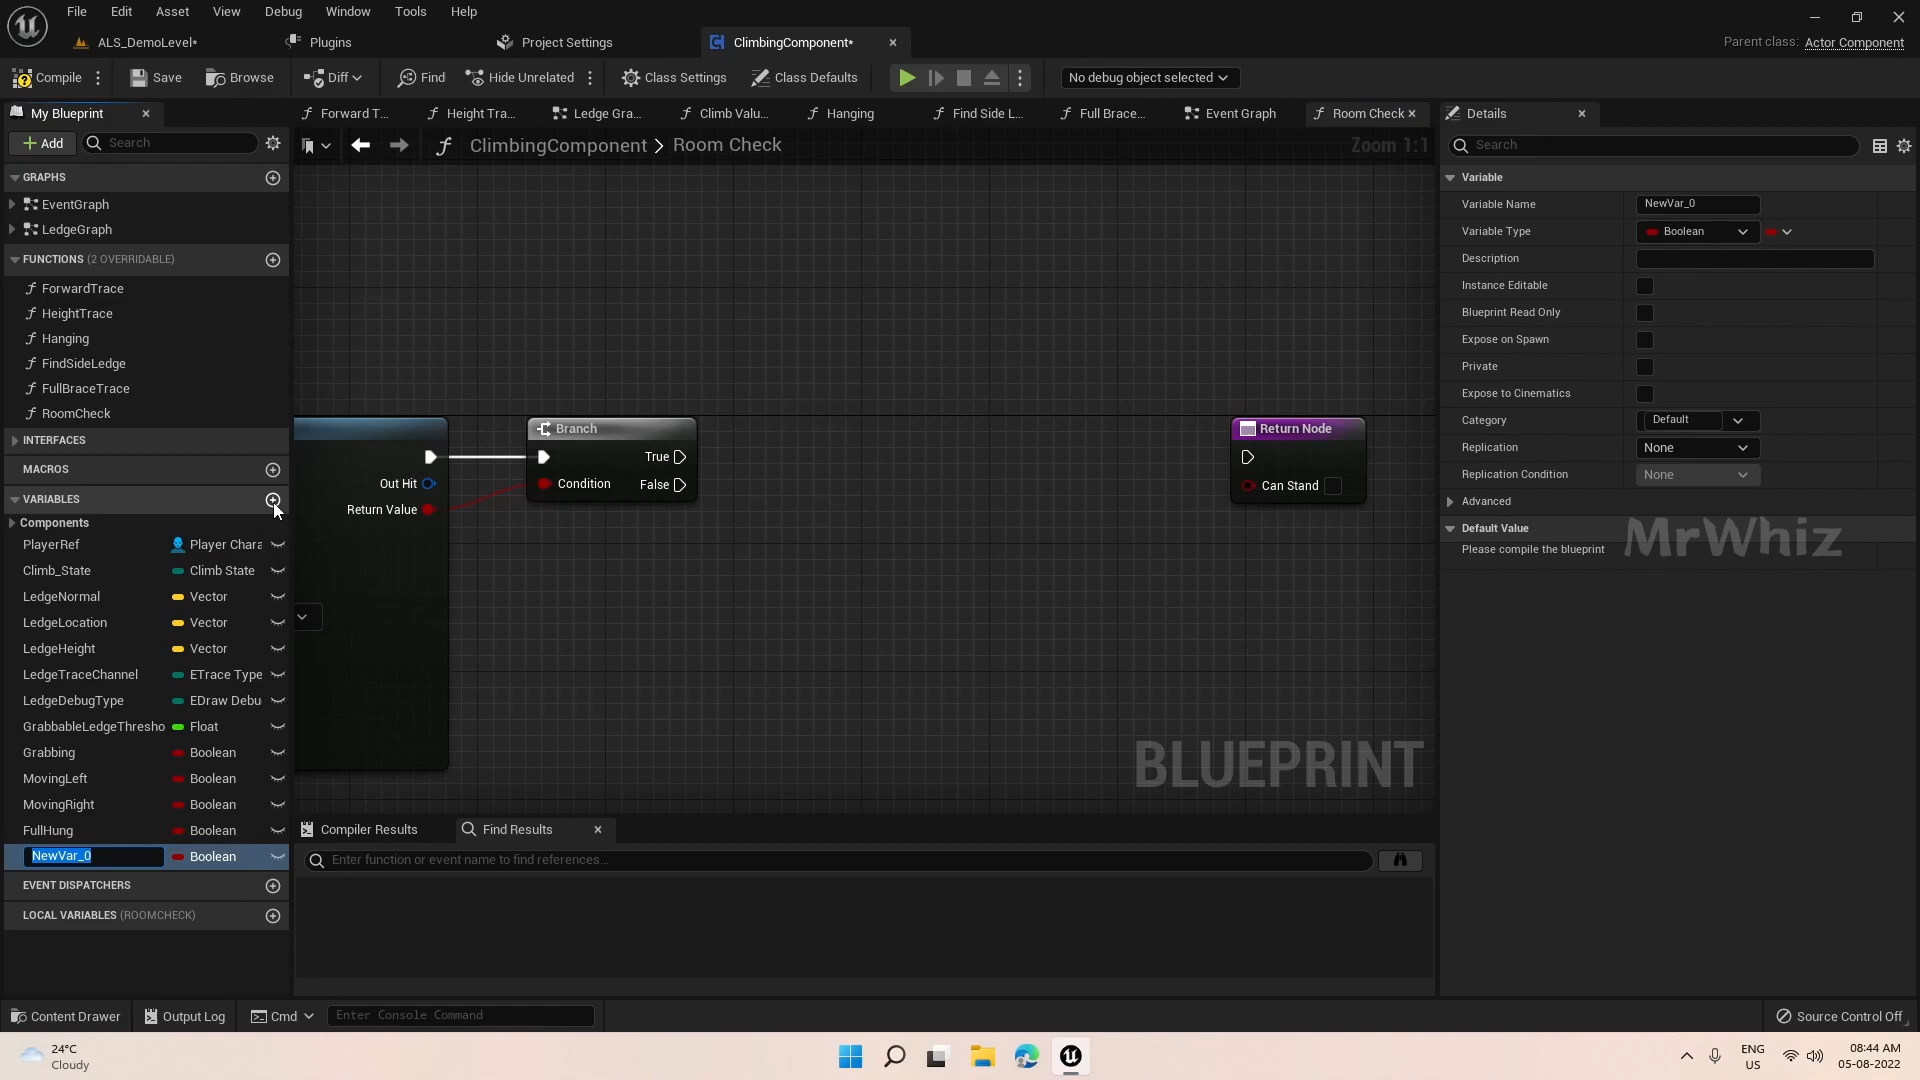 File Edit Asset View Debug Window Tools Help
ALS_DemoLevel* Plugins Project Settings ClimbingComponent*
Parent class: Actor Component
Compile Save Browse Diff Find Hide Unrelated Class Settings Class Defaults No debug object selected
My Blueprint
Forward T... Height Tra... Ledge Gra... Climb Valu... Hanging Find Side L... Full Brace... Event Graph Room Check
Details
Add Search
ClimbingComponent > Room Check Zoom 1:1
Search
GRAPHS
EventGraph
LedgeGraph
FUNCTIONS (2 OVERRIDABLE)
ForwardTrace
HeightTrace
Hanging
FindSideLedge
FullBraceTrace
RoomCheck
INTERFACES
MACROS
VARIABLES
Components
PlayerRef Player Chara
Climb_State Climb State
LedgeNormal Vector
LedgeLocation Vector
LedgeHeight Vector
LedgeTraceChannel ETrace Type
LedgeDebugType EDraw Debu
GrabbableLedgeThresho Float
Grabbing Boolean
MovingLeft Boolean
MovingRight Boolean
FullHung Boolean
NewVar_0 Boolean
EVENT DISPATCHERS
LOCAL VARIABLES (ROOMCHECK)
Out Hit
Return Value
Branch
True
Condition False
Return Node
Can Stand
BLUEPRINT
Compiler Results Find Results
Enter function or event name to find references...
Variable
Variable Name NewVar_0
Variable Type Boolean
Description
Instance Editable
Blueprint Read Only
Expose on Spawn
Private
Expose to Cinematics
Category Default
Replication None
Replication Condition None
Advanced
Default Value
Please compile the blueprint
MrWhiz
Content Drawer Output Log Cmd Enter Console Command Source Control Off
24°C
Cloudy
ENG
US
08:44 AM
05-08-2022